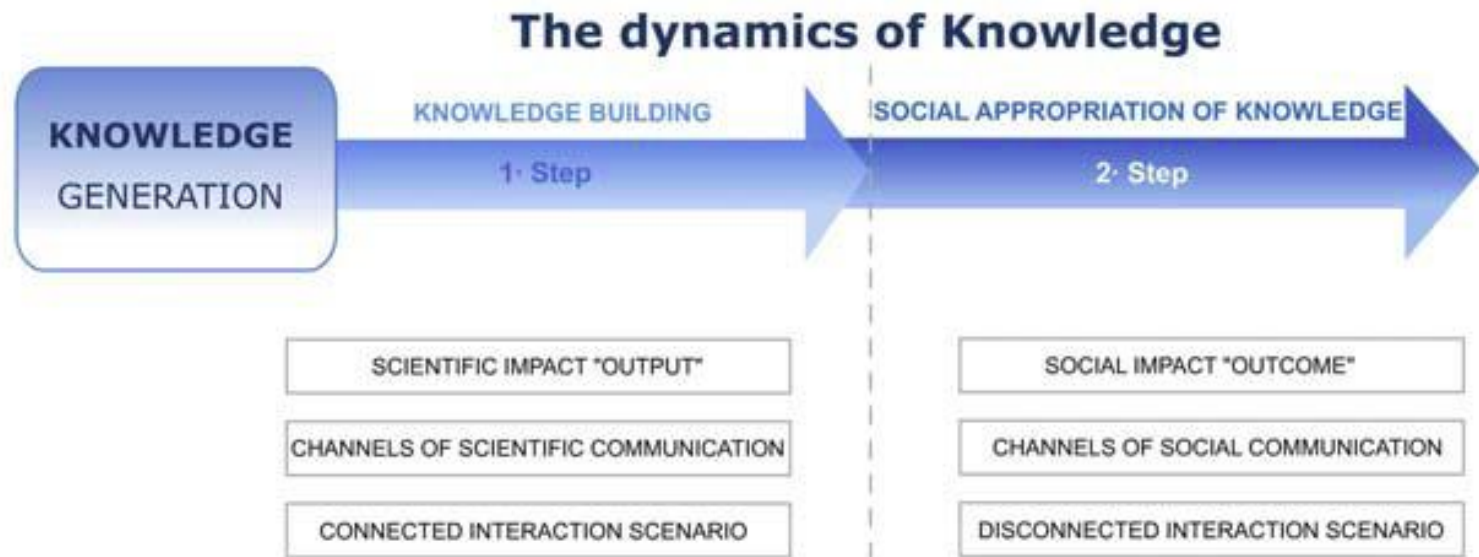 The dynamics of Knowledge
KNOWLEDGE
GENERATION
KNOWLEDGE BUILDING
1· Step
SOCIAL APPROPRIATION OF KNOWLEDGE
2· Step
SCIENTIFIC IMPACT "OUTPUT"
CHANNELS OF SCIENTIFIC COMMUNICATION
CONNECTED INTERACTION SCENARIO
SOCIAL IMPACT "OUTCOME"
CHANNELS OF SOCIAL COMMUNICATION
DISCONNECTED INTERACTION SCENARIO